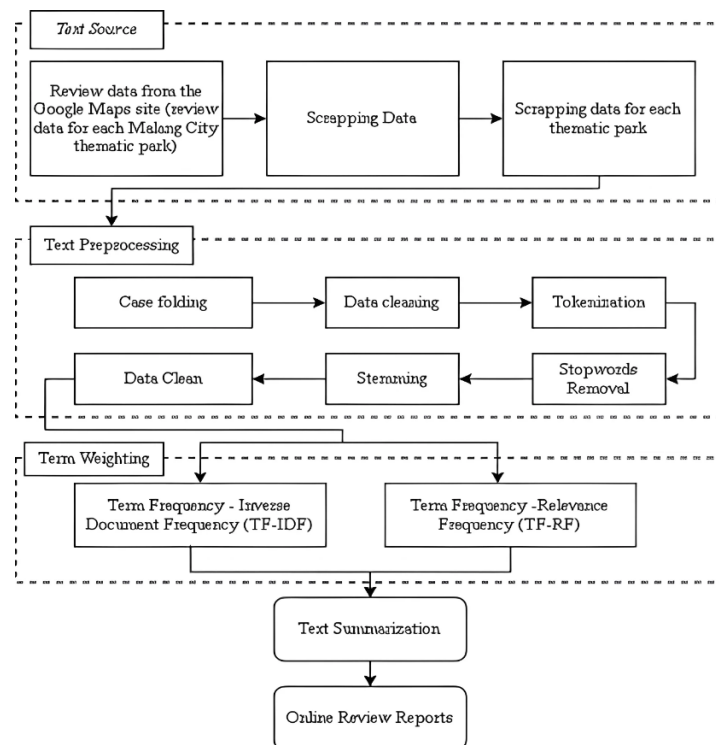 Text Source
Review data from the
Google Maps site (review
data for each Malang City
thematic park)
Scrapping Data
Scrapping data for each
thematic park
Text Preprocessing
Case folding
Data cleaning
Tokenization
Data Clean
Stemming
Stopwords
Removal
Term Weighting
Term Frequency - Inverse
Document Frequency (TF-IDF)
Term Frequency -Relevance
Frequency (TF-RF)
Text Summarization
Online Review Reports